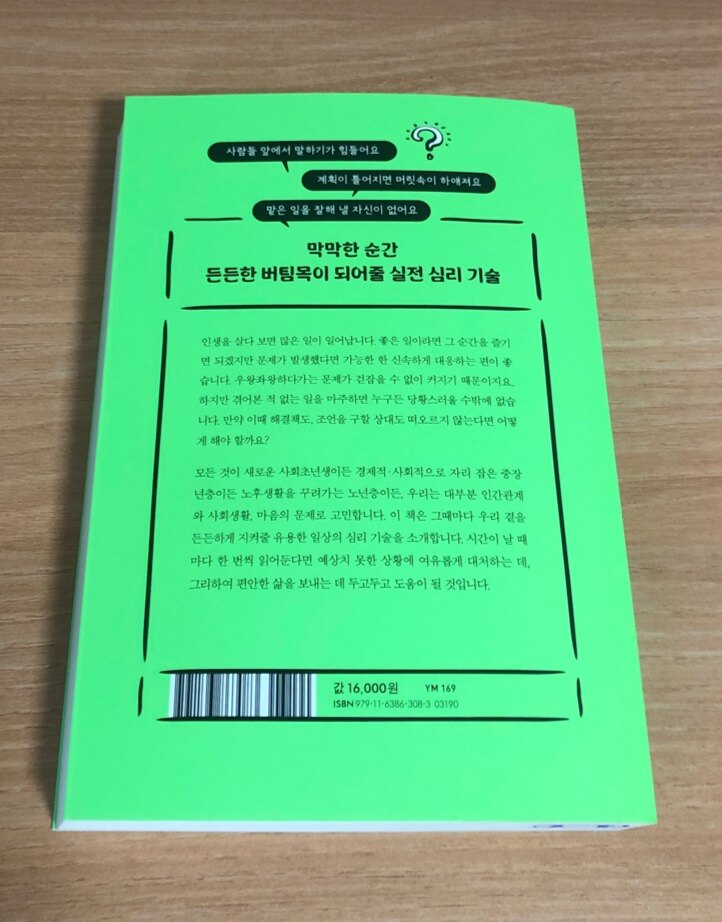 사람들 앞에서 말하기가 힘들어요
계획이 틀어지면 머릿속이 하얘져요
맡은 일을 잘해 낼 자신이 없어요
막막한 순간
든든한 버팀목이 되어줄 실전 심리 기술
인생을 살다 보면 많은 일이 일어납니다. 좋은 일이라면 그 순간을 즐기
면 되겠지만 문제가 발생했다면 가능한 한 신속하게 대응하는 편이 좋
습니다. 우왕좌왕하다가는 문제가 걷잡을 수 없이 커지기 때문이지요.
하지만 겪어본 적 없는 일을 마주하면 누구든 당황스러울 수밖에 없습
니다. 만약 이때 해결책도, 조언을 구할 상대도 떠오르지 않는다면 어떻
게 해야 할까요?
모든 것이 새로운 사회초년생이든 경제적·사회적으로 자리 잡은 중장
년층이든 노후생활을 꾸려가는 노년층이든, 우리는 대부분 인간관계
와 사회생활, 마음의 문제로 고민합니다. 이 책은 그때마다 우리 곁을
든든하게 지켜줄 유용한 일상의 심리 기술을 소개합니다. 시간이 날 때
마다 한 번씩 읽어둔다면 예상치 못한 상황에 여유롭게 대처하는 데,
그리하여 편안한 삶을 보내는 데 두고두고 도움이 될 것입니다.
값 16,000원 YM 169
ISBN 979-11-6386-308-3 03190